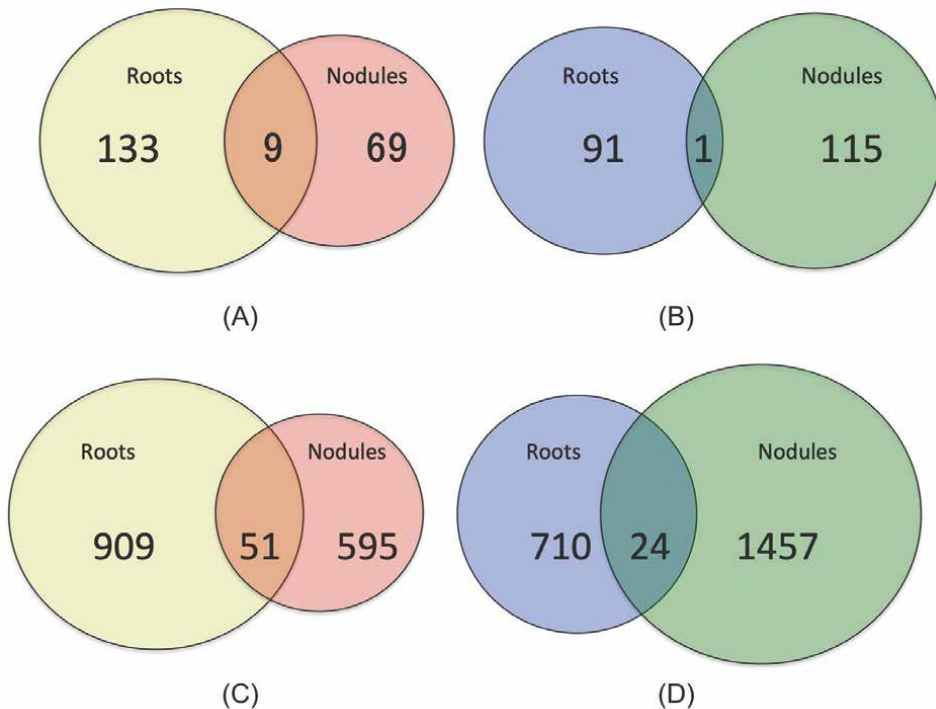 Roots Nodules Roots Nodules
133 9 69 91 1 115
(A) (B)
Roots Nodules Roots Nodules
909 51 595 710 24 1457
(C) (D)